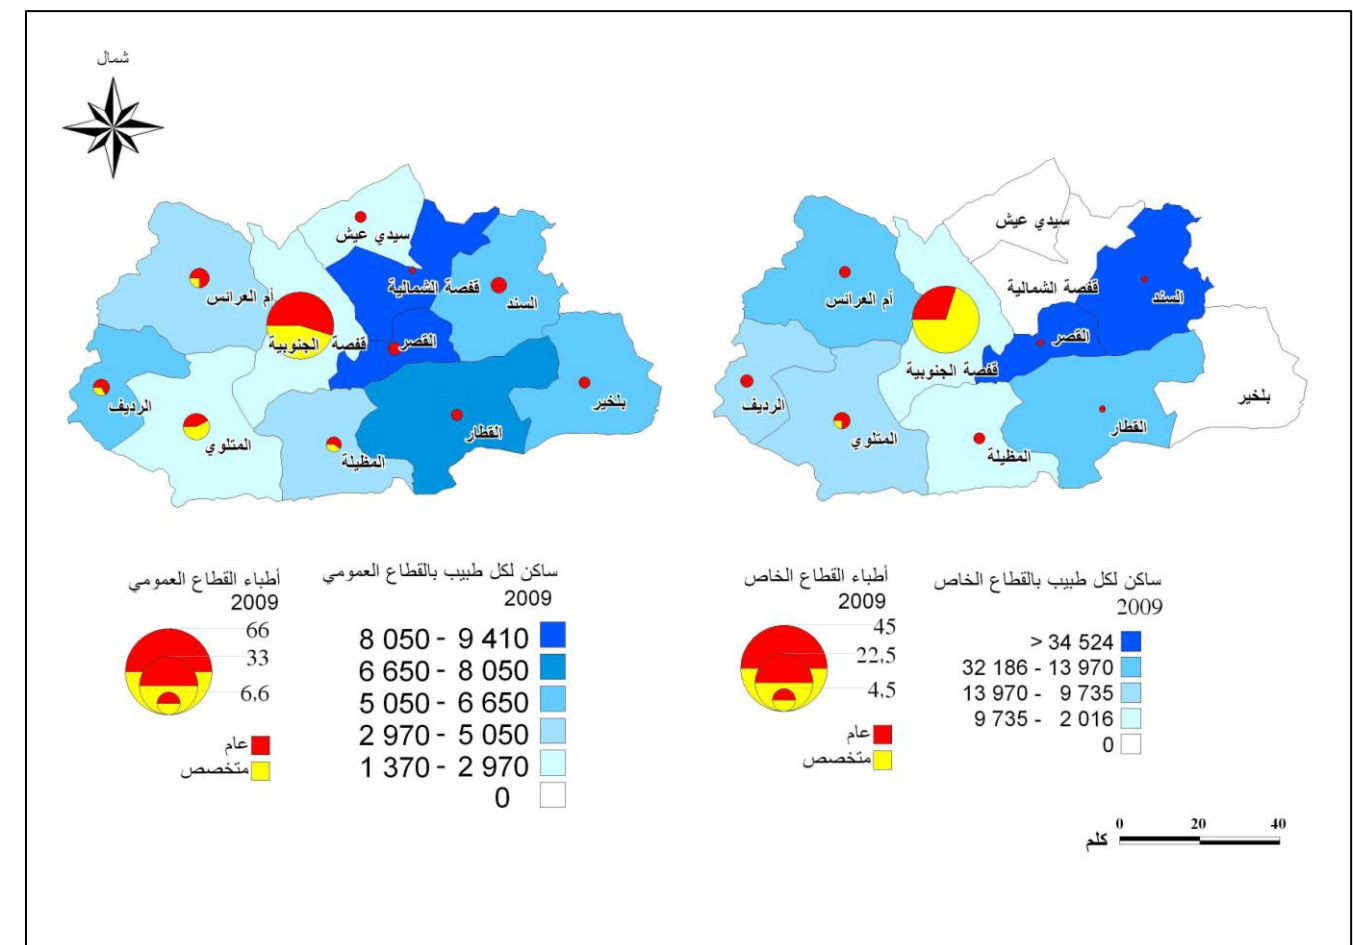 شمال
سيدي عيش
قفصة الشمالية
السند
أم العرائس
القصر
قفصة الجنوبية
بلخير
الرديف
القطار
المتلوي
المظيلة
سيدي عيش
قفصة الشمالية
السند
أم العرائس
القصر
قفصة الجنوبية
بلخير
الرديف
القطار
المتلوي
المظيلة
أطباء القطاع العمومي
2009
66
33
6,6
عام
متخصص
ساكن لكل طبيب بالقطاع العمومي
2009
8 050 - 9 410
6 650 - 8 050
5 050 - 6 650
2 970 - 5 050
1 370 - 2 970
0
أطباء القطاع الخاص
2009
45
22,5
4,5
عام
متخصص
ساكن لكل طبيب بالقطاع الخاص
2009
> 34 524
32 186 - 13 970
13 970 - 9 735
9 735 - 2 016
0
0 20 40
كلم